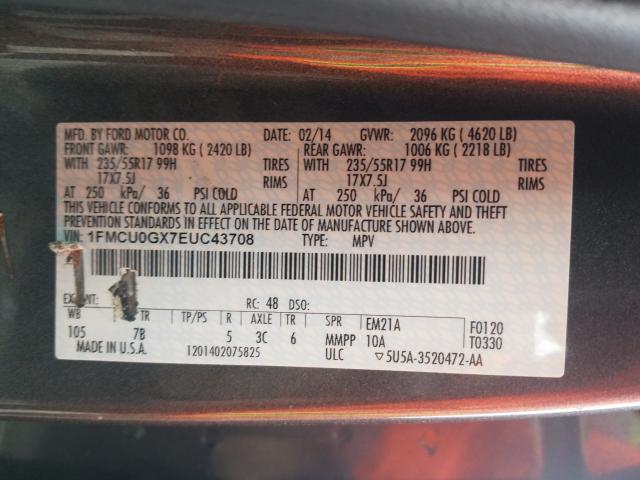 MFD. BY FORD MOTOR CO. DATE: 02/14 GVWR: 2096 KG ( 4620 LB)
FRONT GAWR: 1098 KG ( 2420 LB) REAR GAWR: 1006 KG ( 2218 LB)
WITH 235/55R17 99H TIRES WITH 235/55R17 99H TIRES
17X7.5J RIMS 17X7.5J RIMS
AT 250 kPa/ 36 PSI COLD AT 250 kPa/ 36 PSI COLD
THIS VEHICLE CONFORMS TO ALL APPLICABLE FEDERAL MOTOR VEHICLE SAFETY AND THEFT
PREVENTION STANDARDS IN EFFECT ON THE DATE OF MANUFACTURE SHOWN ABOVE.
VIN: 1FMCU0GX7EUC43708 TYPE: MPV
RC: 48 DSO:
WB TR TP/PS R AXLE TR SPR EM21A F0120
105 7B 5 3C 6 MMPP 10A T0330
MADE IN U.S.A. 1201402075825 ULC ▽5U5A-3520472-AA